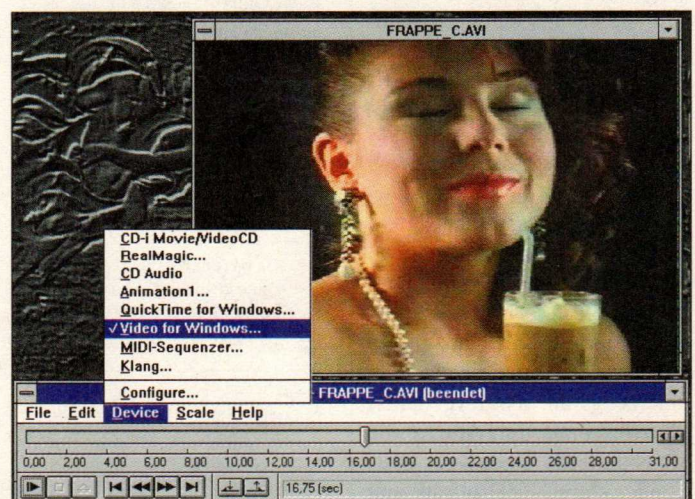 FRAPPE_C.AVI
CD-i Movie/VideoCD
RealMagic...
CD Audio
Animation1...
QuickTime for Windows...
✓Video for Windows...
MIDI-Sequenzer...
Klang...
Configure...
- FRAPPE_C.AVI (beendet)
File Edit Device Scale Help
0,00 2,00 4,00 6,00 8,00 10,00 12,00 14,00 16,00 18,00 20,00 22,00 24,00 26,00 28,00 31,00
16,75 (sec)